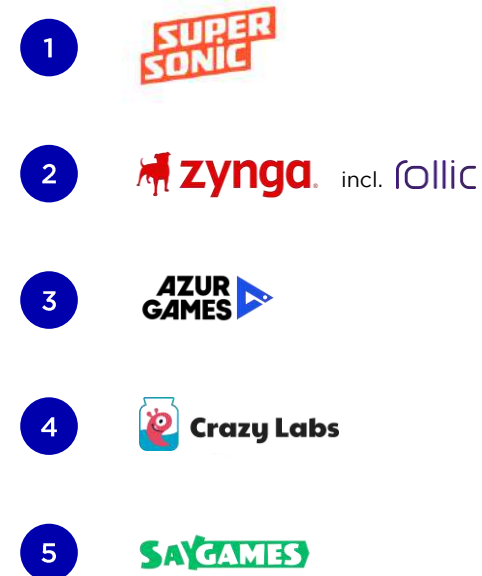 1 SUPER SONIC
2 zynga. incl. rollic
3 AZUR GAMES
4 Crazy Labs
5 SAYGAMES